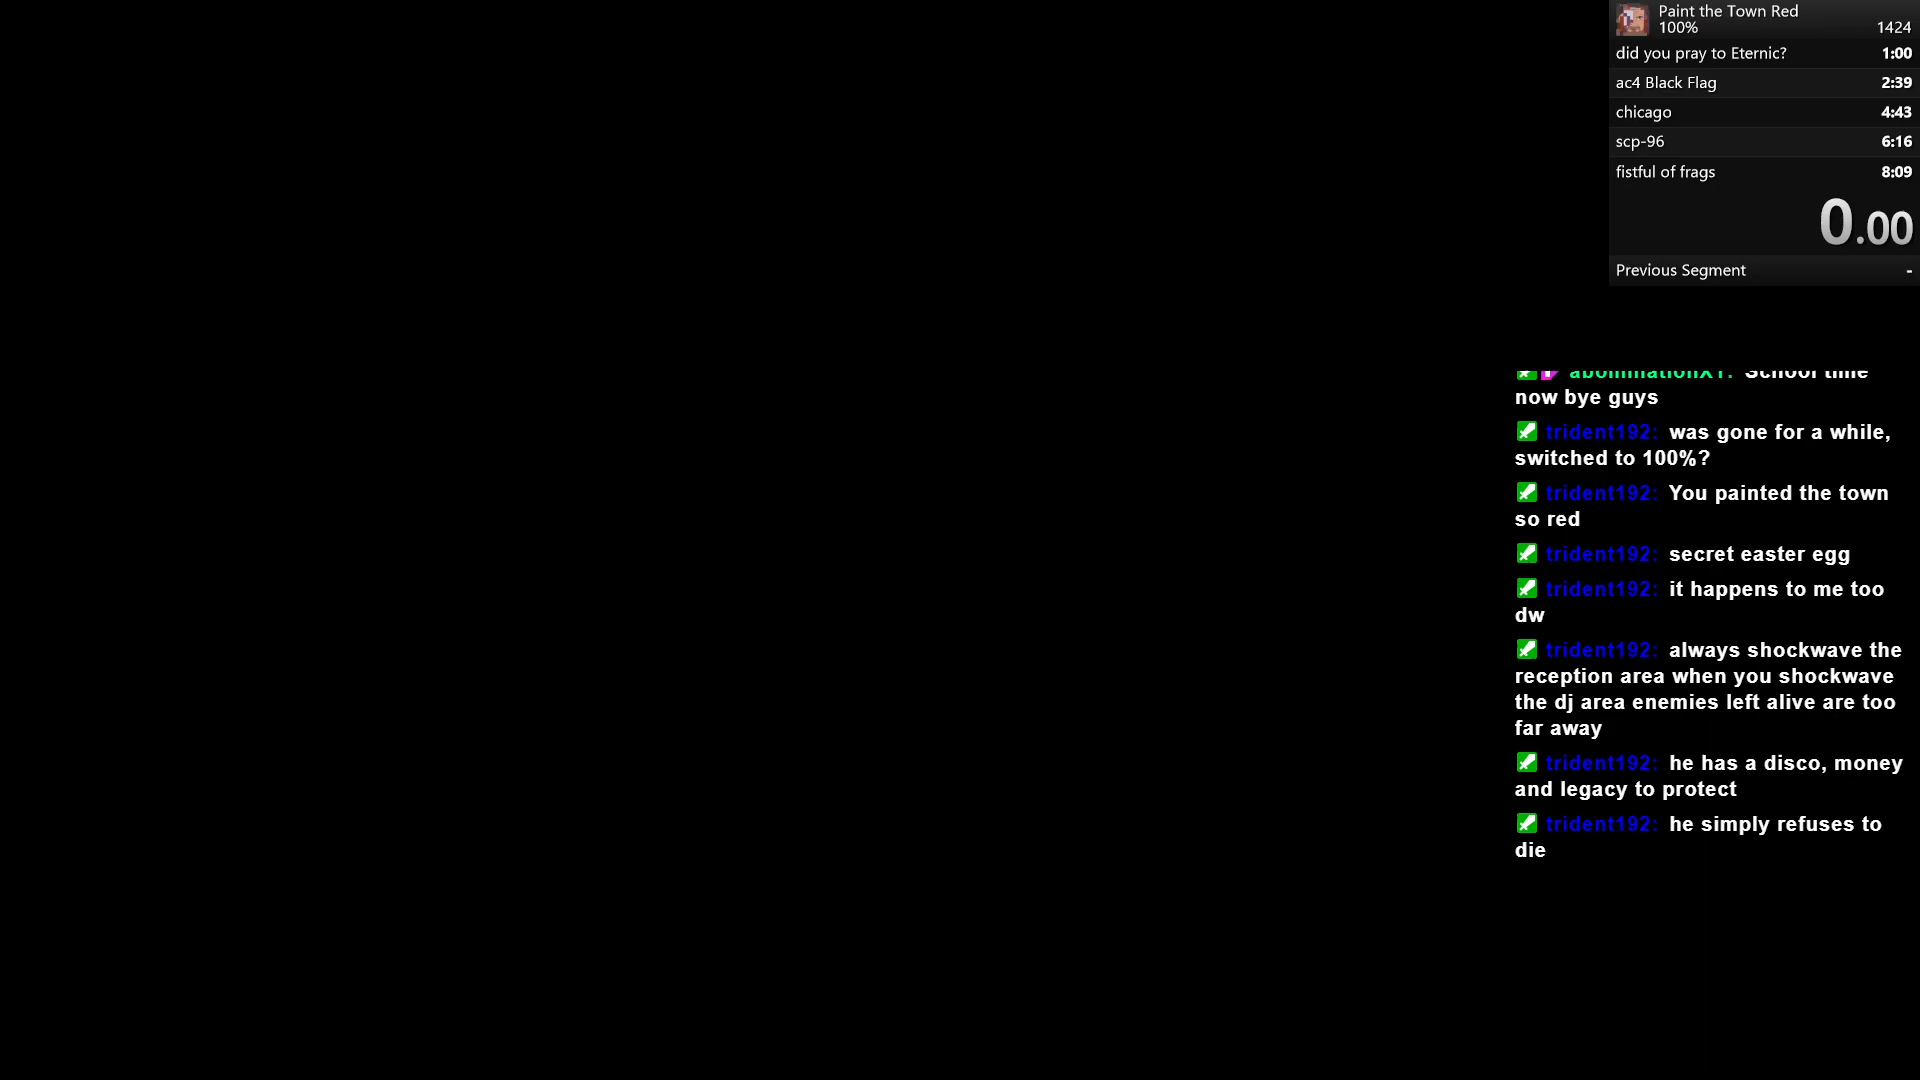 Paint the Town Red
100% 1424
did you pray to Eternic? 1:00
ac4 Black Flag 2:39
chicago 4:43
scp-96 6:16
fistful of frags 8:09
0.00
Previous Segment -
School time
now bye guys
trident192: was gone for a while,
switched to 100%?
trident192: You painted the town
so red
trident192: secret easter egg
trident192: it happens to me too
dw
trident192: always shockwave the
reception area when you shockwave
the dj area enemies left alive are too
far away
trident192: he has a disco, money
and legacy to protect
trident192: he simply refuses to
die